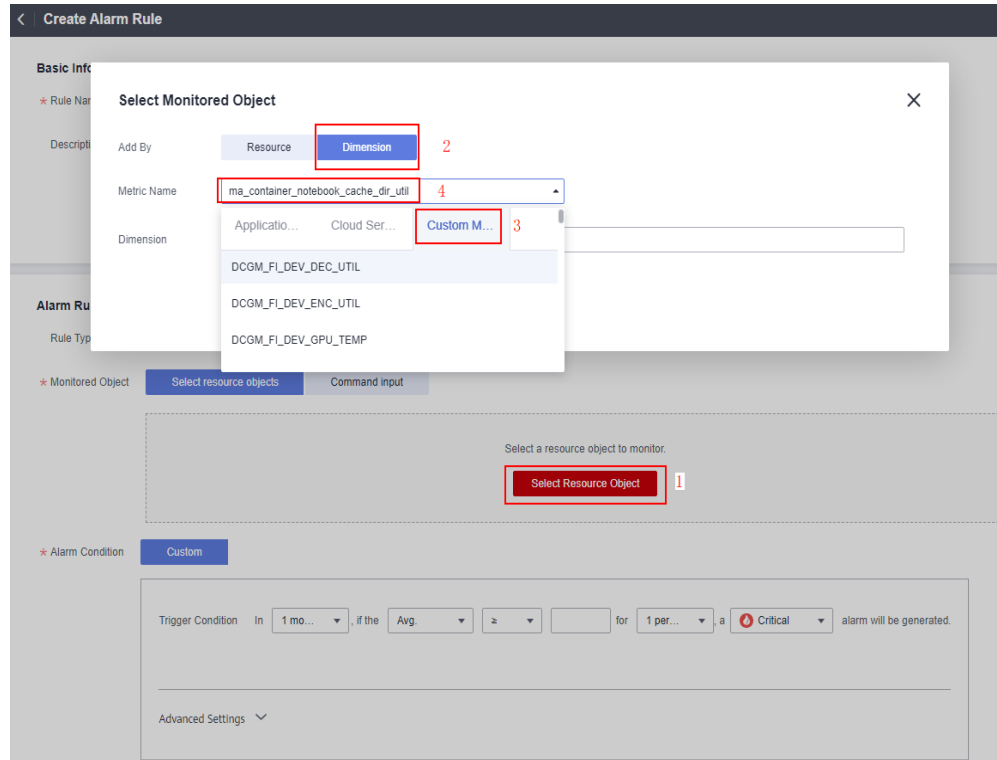 Create Alarm Rule
Basic Info
* Rule Nar
Select Monitored Object
Descripti
Add By Resource Dimension 2
Metric Name ma_container_notebook_cache_dir_util 4
Applicatio... Cloud Ser... Custom M... 3
Dimension
DCGM_FI_DEV_DEC_UTIL
DCGM_FI_DEV_ENC_UTIL
Alarm Ru
Rule Typ
DCGM_FI_DEV_GPU_TEMP
* Monitored Object Select resource objects Command input
Select a resource object to monitor.
Select Resource Object 1
* Alarm Condition Custom
Trigger Condition In 1 mo... , if the Avg. ≥ for 1 per... , a Critical alarm will be generated.
Advanced Settings